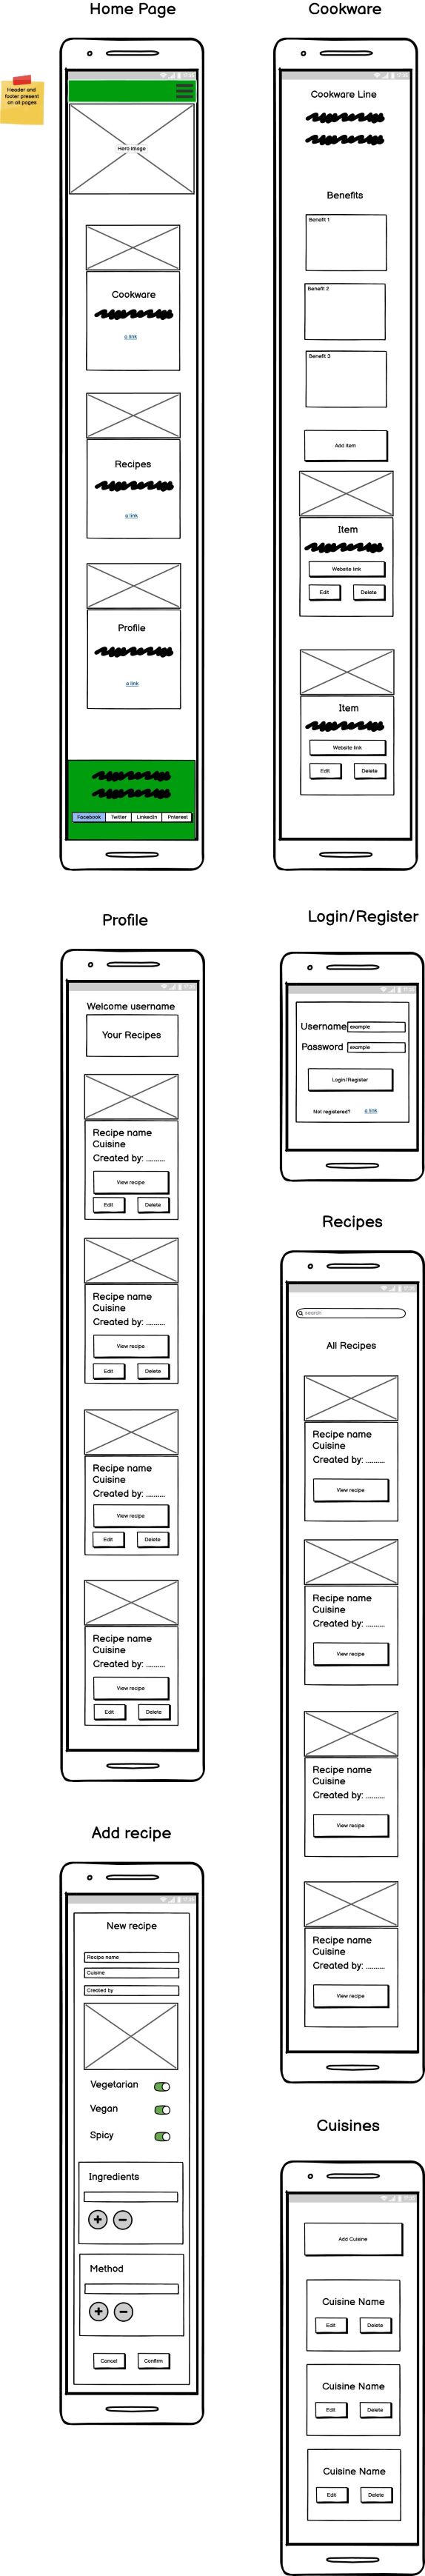 Home Page
Header and
footer present
on all pages
Hero image
Cookware
a link
Recipes
a link
Profile
a link
Facebook
Twitter
LinkedIn
Pnterest
Cookware
Cookware Line
Benefits
Benefit 1
Benefit 2
Benefit 3
Add item
Item
Website link
Edit
Delete
Item
Website link
Edit
Delete
Profile
Welcome username
Your Recipes
Recipe name
Cuisine
Created by: ..........
View recipe
Edit
Delete
Recipe name
Cuisine
Created by: ..........
View recipe
Edit
Delete
Recipe name
Cuisine
Created by: ..........
View recipe
Edit
Delete
Recipe name
Cuisine
Created by: ..........
View recipe
Edit
Delete
Login/Register
Username
example
Password
example
Login/Register
Not registered?
a link
Recipes
search
All Recipes
Recipe name
Cuisine
Created by: ..........
View recipe
Recipe name
Cuisine
Created by: ..........
View recipe
Recipe name
Cuisine
Created by: ..........
View recipe
Recipe name
Cuisine
Created by: ..........
View recipe
Add recipe
New recipe
Recipe name
Cuisine
Created by
Vegetarian
Vegan
Spicy
Ingredients
Method
Cancel
Confirm
Cuisines
Add Cuisine
Cuisine Name
Edit
Delete
Cuisine Name
Edit
Delete
Cuisine Name
Edit
Delete